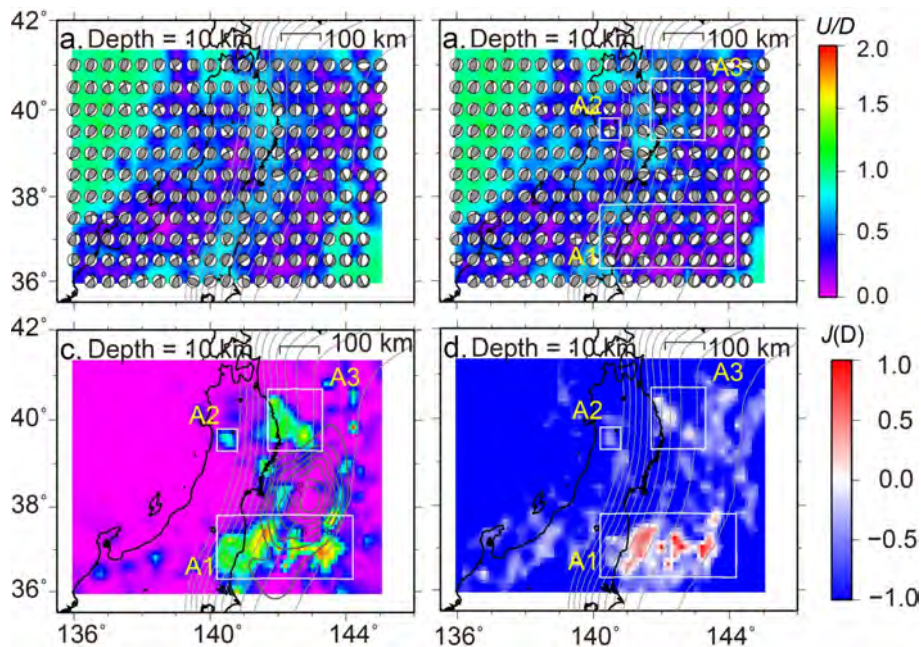 a. Depth = 10 km 100 km
a. Depth = 10 km 100 km
U/D
42°
40°
38°
36°
A3
A2
A1
2.0
1.5
1.0
0.5
0.0
c. Depth = 10 km 100 km
d. Depth = 10 km 100 km
J(D)
42°
40°
38°
36°
A3
A2
A1
A3
A2
A1
1.0
0.5
0.0
−0.5
−1.0
136° 140° 144°
136° 140° 144°